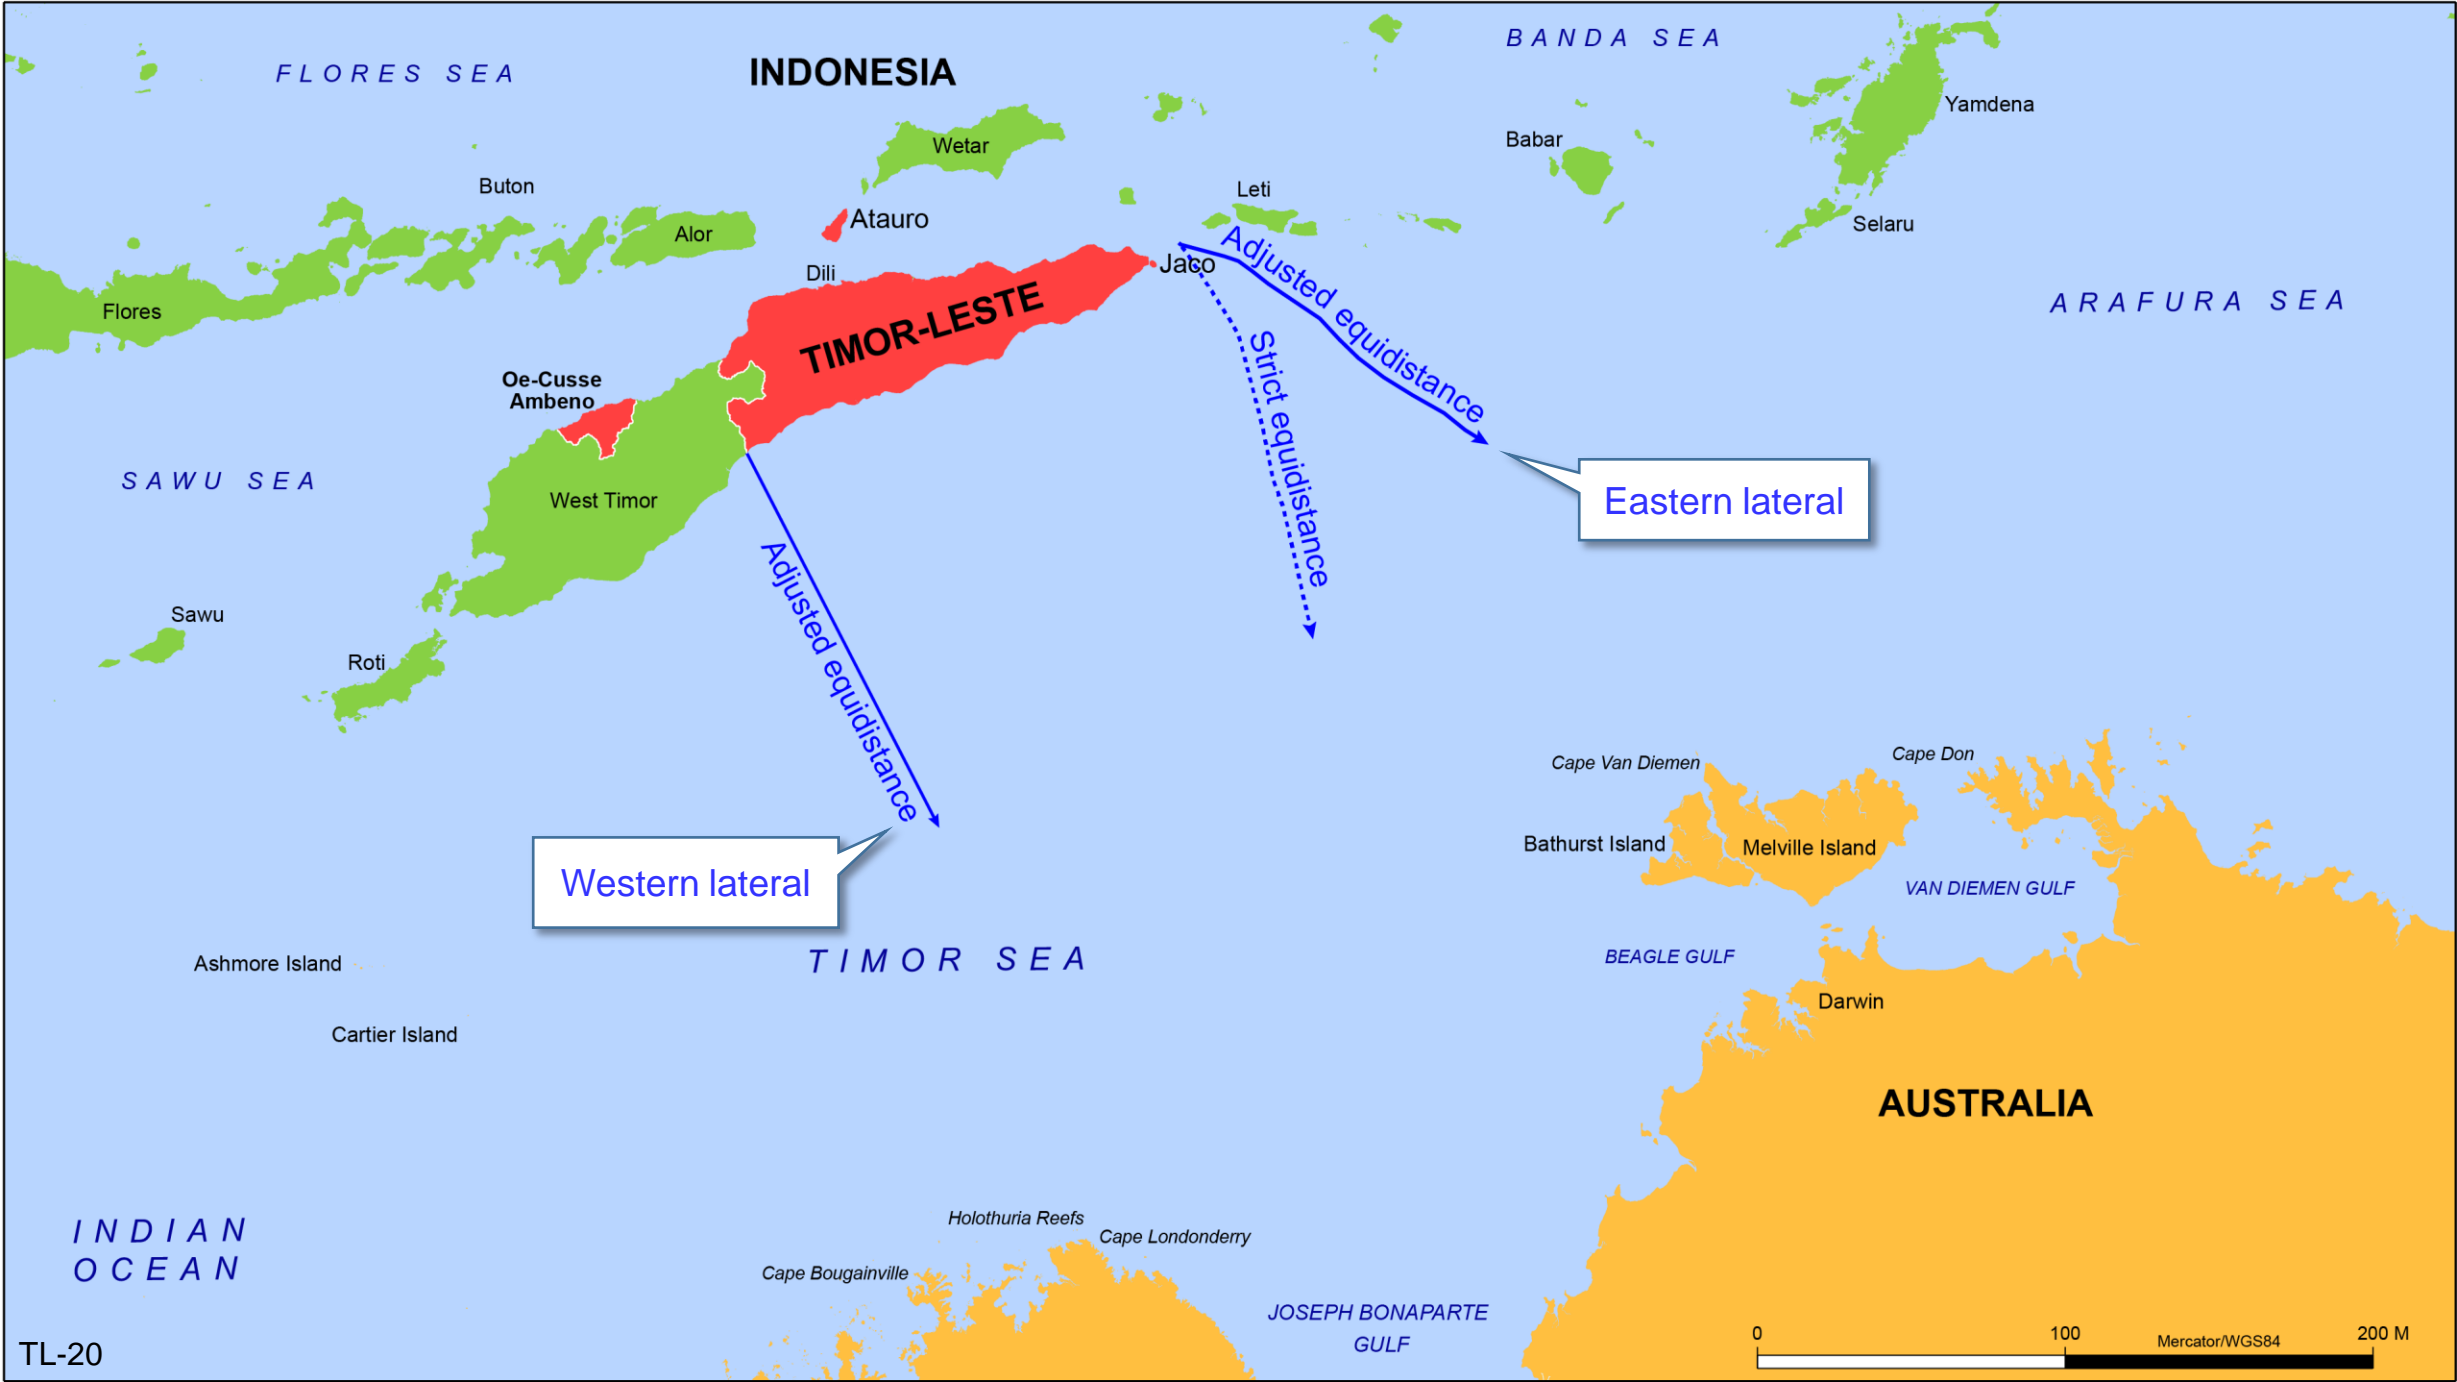 BANDA SEA
FLORES SEA
INDONESIA
Yamdena
Babar
Wetar
Buton
Leti
Atauro
Selaru
Alor
Adjusted equidistance
Jaco
Dili
ARAFURA SEA
Flores
TIMOR-LESTE
Strict equidistance
Oe-Cusse
Ambeno
SAWU SEA
West Timor
Eastern lateral
Adjusted equidistance
Sawu
Roti
Cape Don
Cape Van Diemen
Bathurst Island
Melville Island
Western lateral
VAN DIEMEN GULF
TIMOR SEA
BEAGLE GULF
Ashmore Island
Darwin
Cartier Island
AUSTRALIA
Holothuria Reefs
INDIAN
OCEAN
Cape Londonderry
Cape Bougainville
JOSEPH BONAPARTE
GULF
0 100 200 M
Mercator/WGS84
TL-20